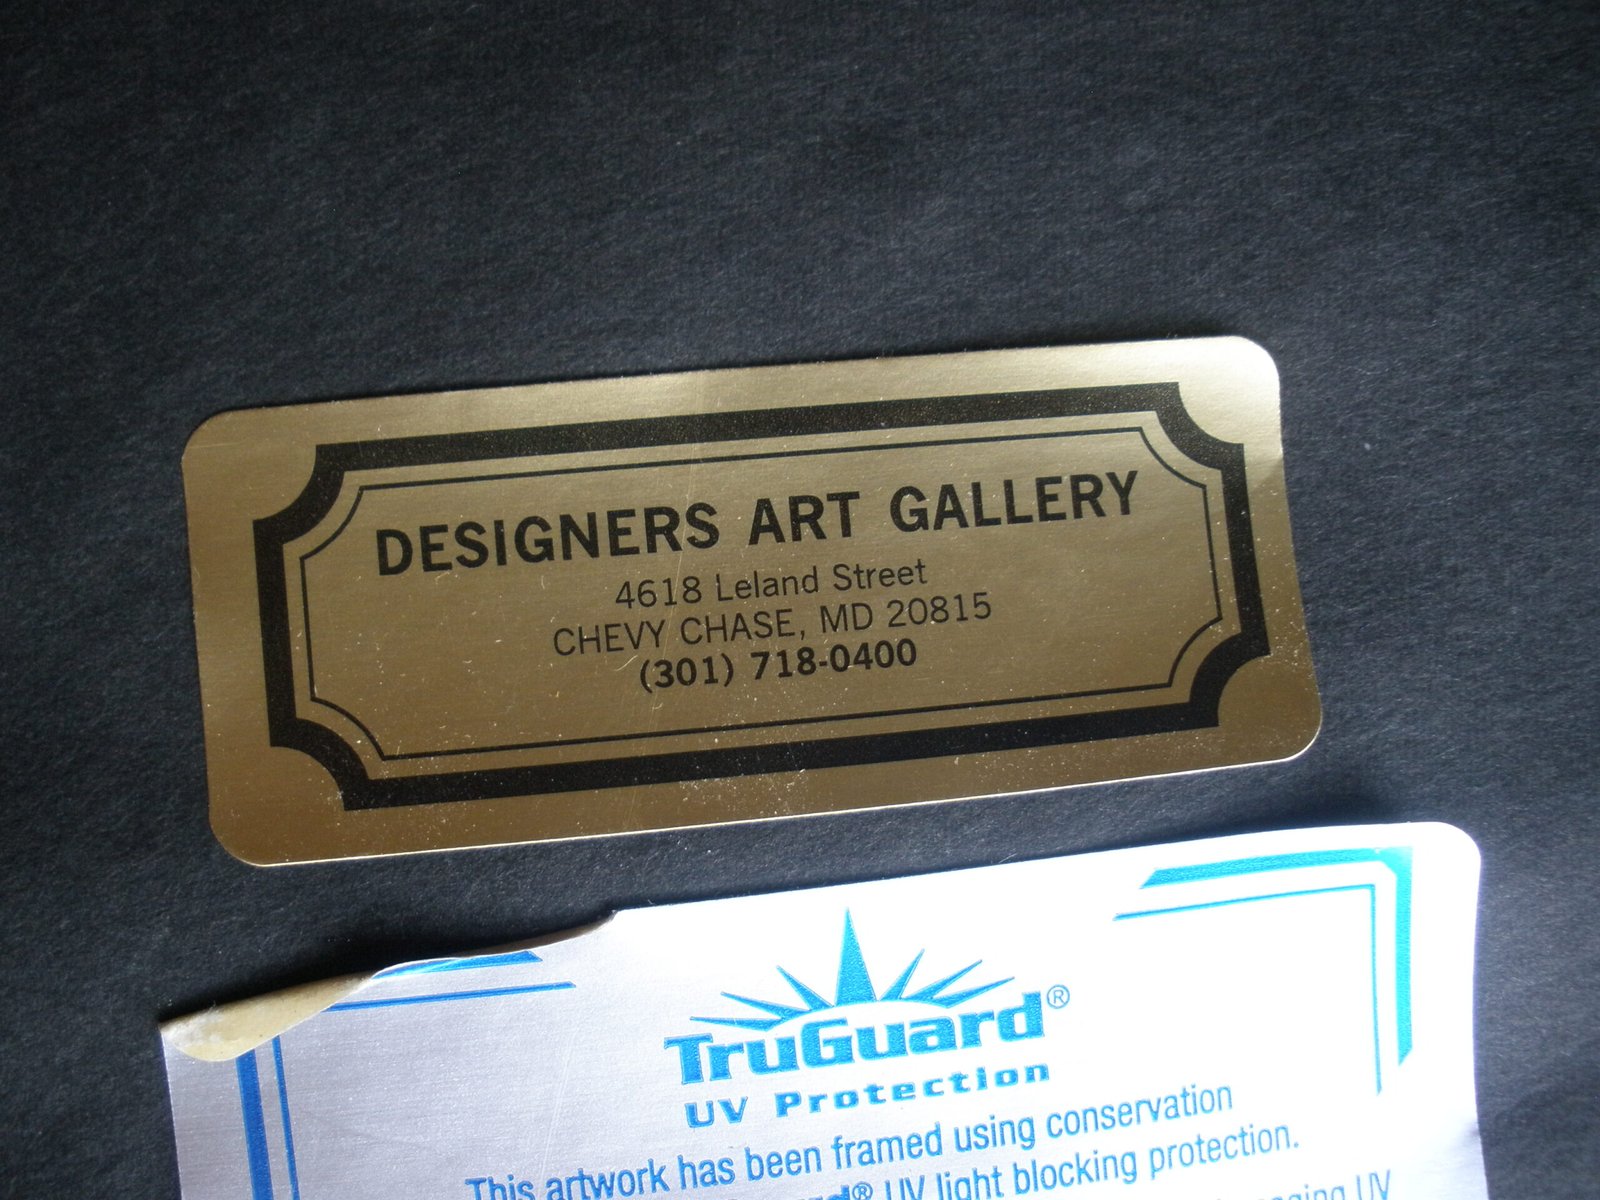 DESIGNERS ART GALLERY
4618 Leland Street
CHEVY CHASE, MD 20815
(301) 718-0400
TruGuard®
UV Protection
This artwork has been framed using conservation
UV light blocking protection.
UV